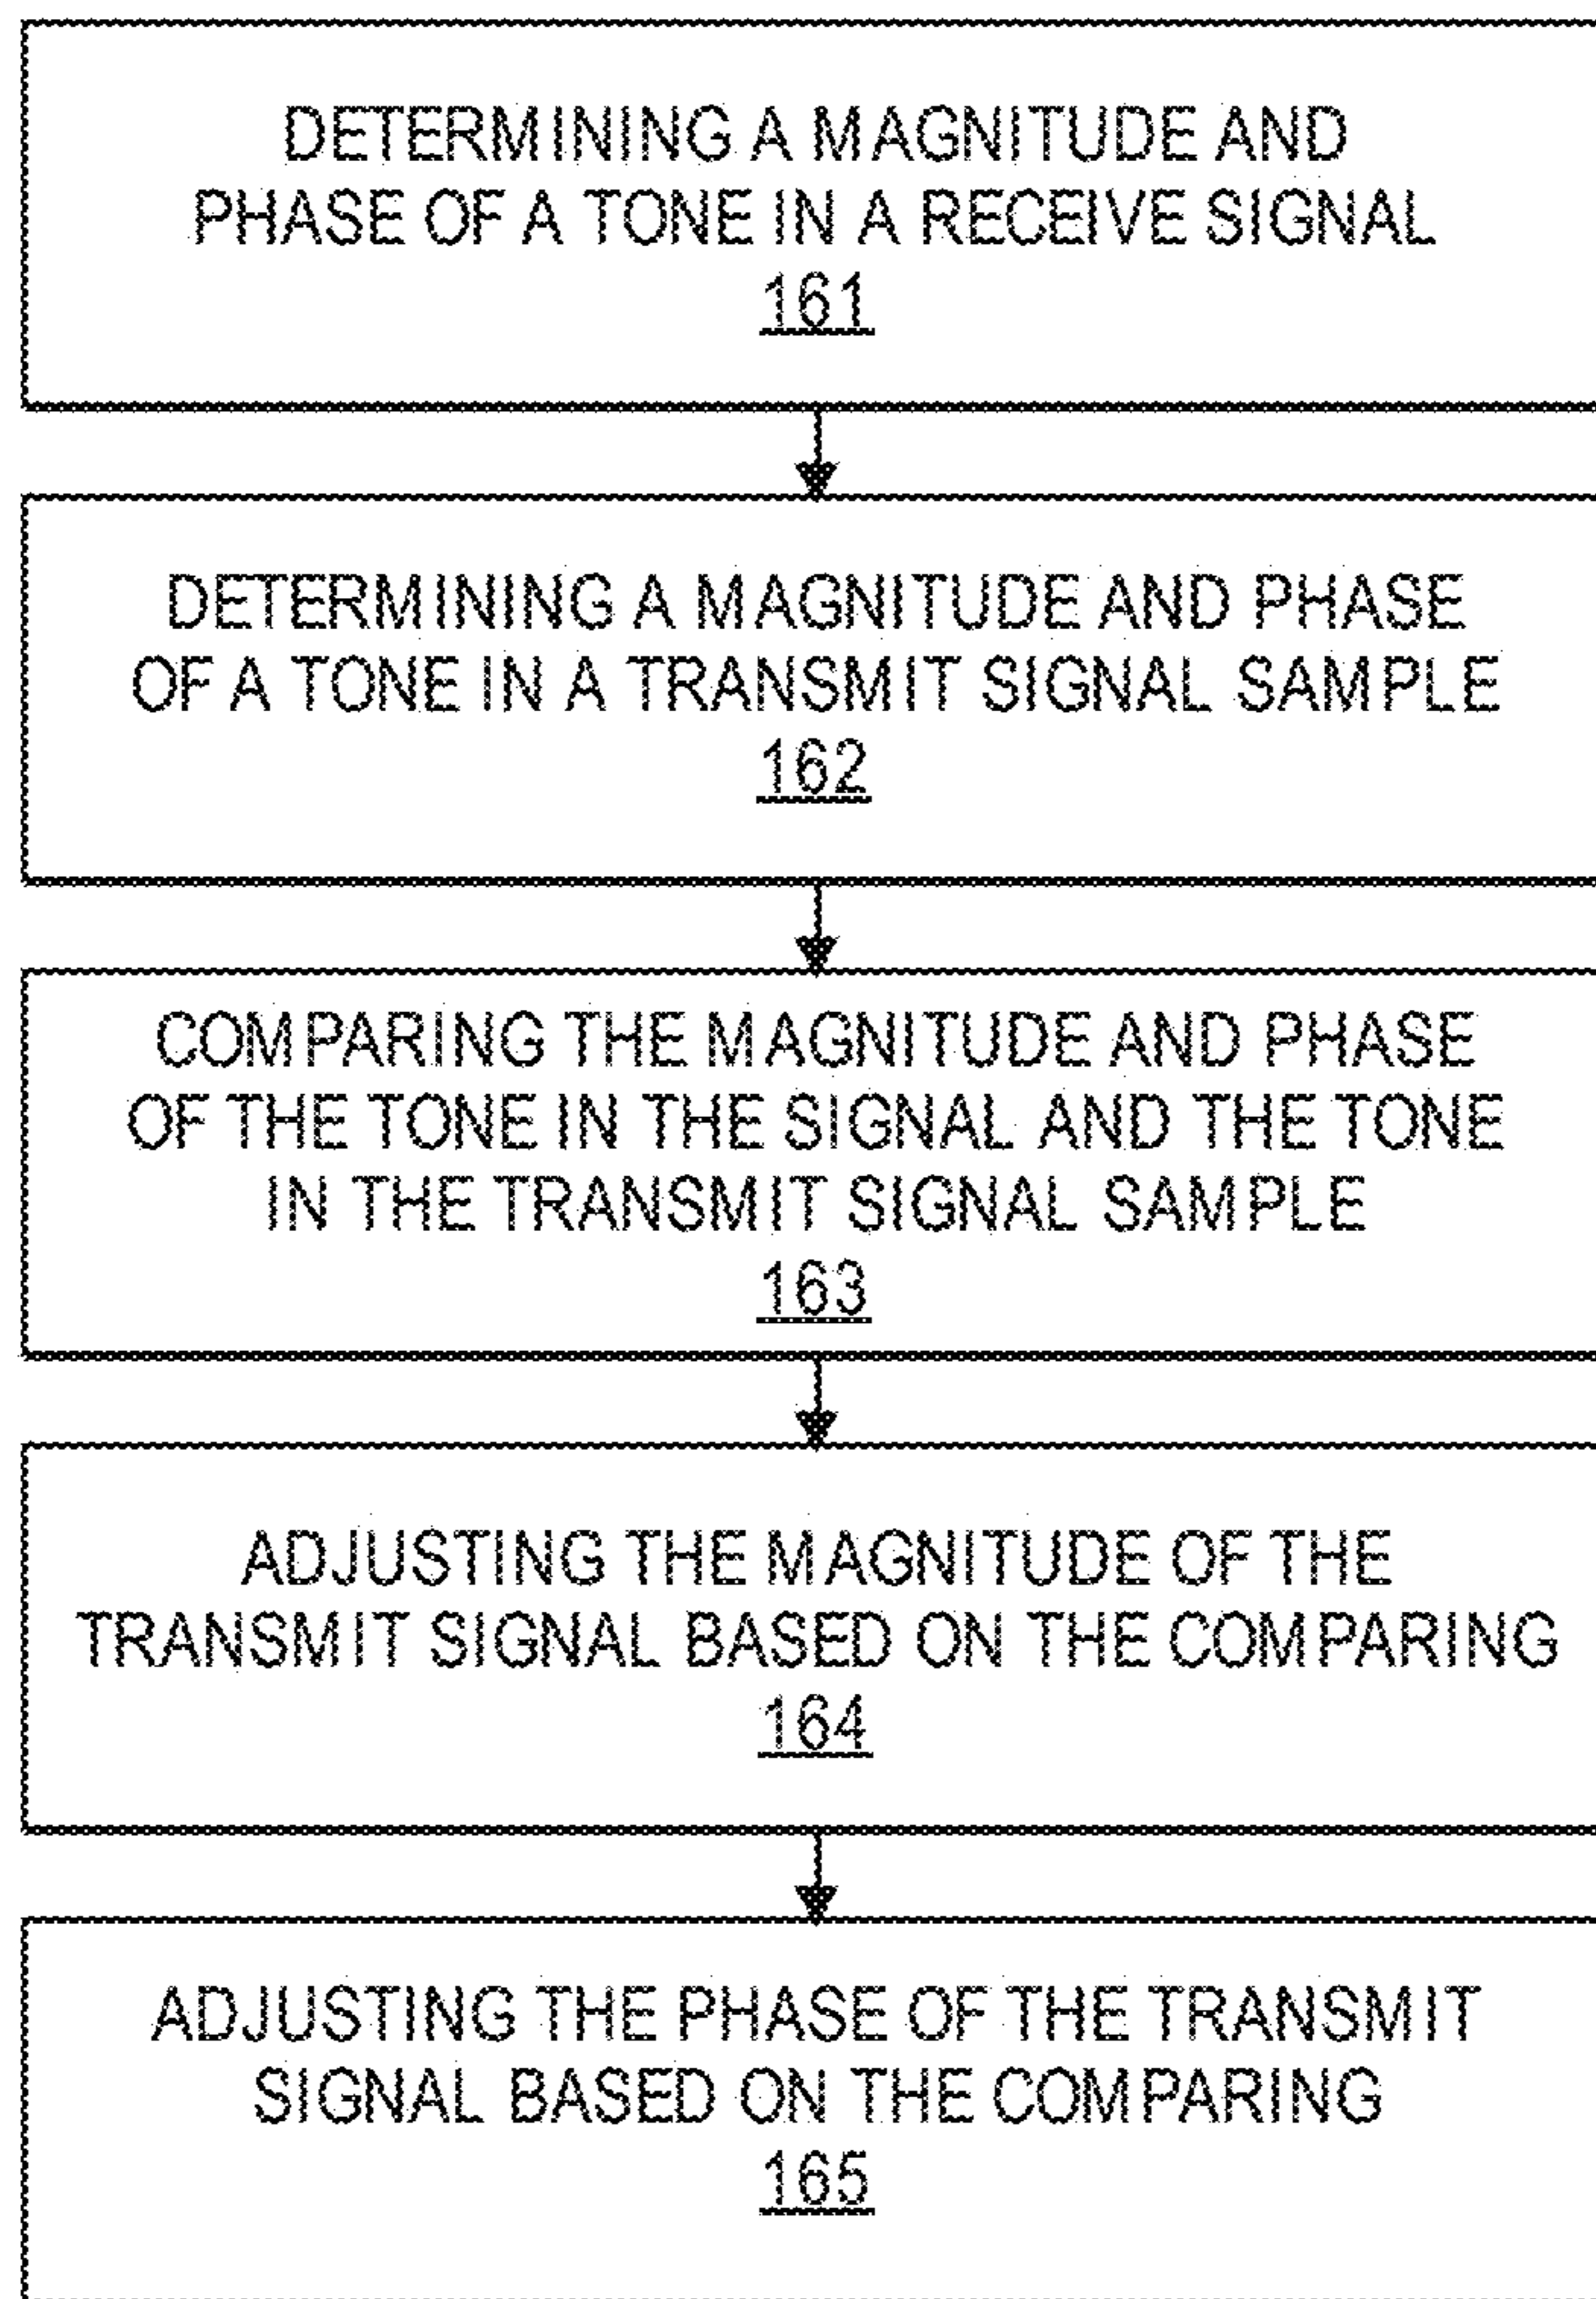 DETERMINING A MAGNITUDE AND
PHASE OF A TONE IN A RECEIVE SIGNAL
161
DETERMINING A MAGNITUDE AND PHASE
OF A TONE IN A TRANSMIT SIGNAL SAMPLE
162
COMPARING THE MAGNITUDE AND PHASE
OF THE TONE IN THE SIGNAL AND THE TONE
IN THE TRANSMIT SIGNAL SAMPLE
163
ADJUSTING THE MAGNITUDE OF THE
TRANSMIT SIGNAL BASED ON THE COMPARING
164
ADJUSTING THE PHASE OF THE TRANSMIT
SIGNAL BASED ON THE COMPARING
165